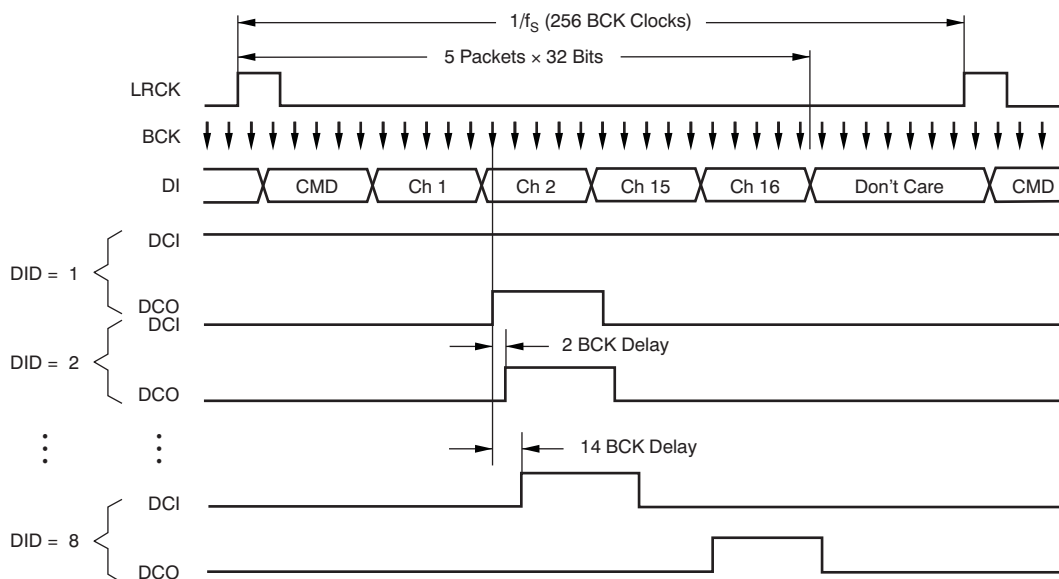 1/fS (256 BCK Clocks)
5 Packets × 32 Bits
LRCK
BCK
DI
CMD
Ch 1
Ch 2
Ch 15
Ch 16
Don't Care
CMD
DCI
DID = 1
DCO
DCI
DID = 2
2 BCK Delay
DCO
14 BCK Delay
DCI
DID = 8
DCO